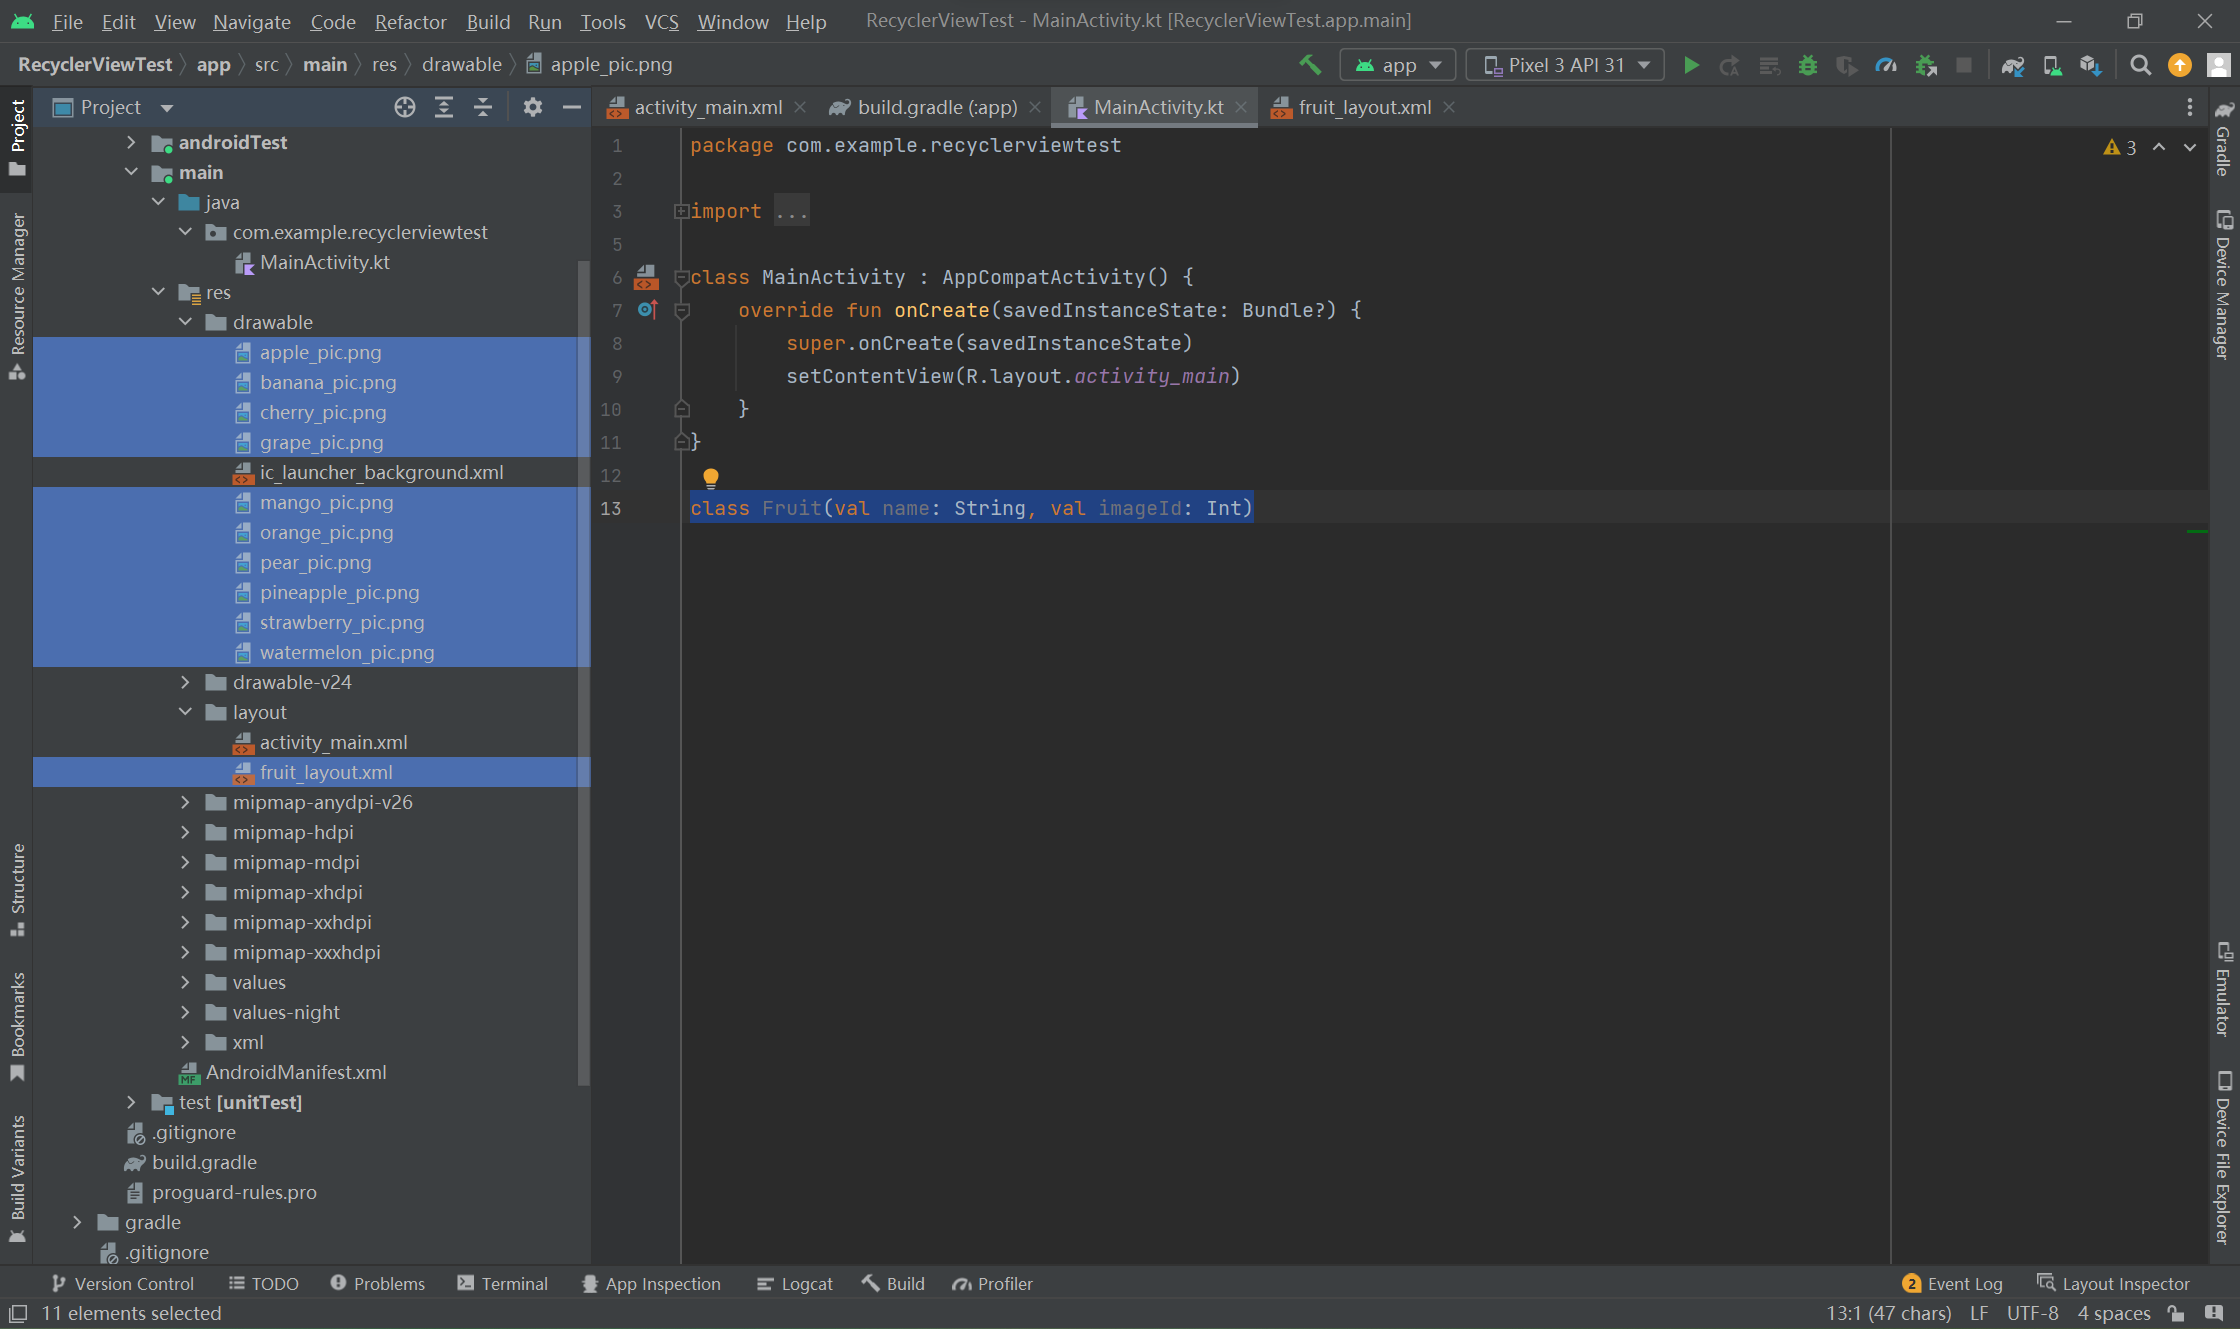 File Edit View Navigate Code Refactor Build Run Tools VCS Window Help RecyclerViewTest - MainActivity.kt [RecyclerViewTest.app.main]
RecyclerViewTest app src main res drawable apple_pic.png app Pixel 3 API 31
Project
activity_main.xml build.gradle (:app) MainActivity.kt fruit_layout.xml
Project
Resource Manager
Structure
Bookmarks
Build Variants
androidTest
main
java
com.example.recyclerviewtest
MainActivity.kt
res
drawable
apple_pic.png
banana_pic.png
cherry_pic.png
grape_pic.png
ic_launcher_background.xml
mango_pic.png
orange_pic.png
pear_pic.png
pineapple_pic.png
strawberry_pic.png
watermelon_pic.png
drawable-v24
layout
activity_main.xml
fruit_layout.xml
mipmap-anydpi-v26
mipmap-hdpi
mipmap-mdpi
mipmap-xhdpi
mipmap-xxhdpi
mipmap-xxxhdpi
values
values-night
xml
AndroidManifest.xml
test [unitTest]
.gitignore
build.gradle
proguard-rules.pro
gradle
.gitignore
1 package com.example.recyclerviewtest
2
3 import ...
5
6 class MainActivity : AppCompatActivity() {
7 override fun onCreate(savedInstanceState: Bundle?) {
8 super.onCreate(savedInstanceState)
9 setContentView(R.layout.activity_main)
10 }
11 }
12
13 class Fruit(val name: String, val imageId: Int)
3
Gradle
Device Manager
Emulator
Device File Explorer
Version Control TODO Problems Terminal App Inspection Logcat Build Profiler 2 Event Log Layout Inspector
11 elements selected 13:1 (47 chars) LF UTF-8 4 spaces